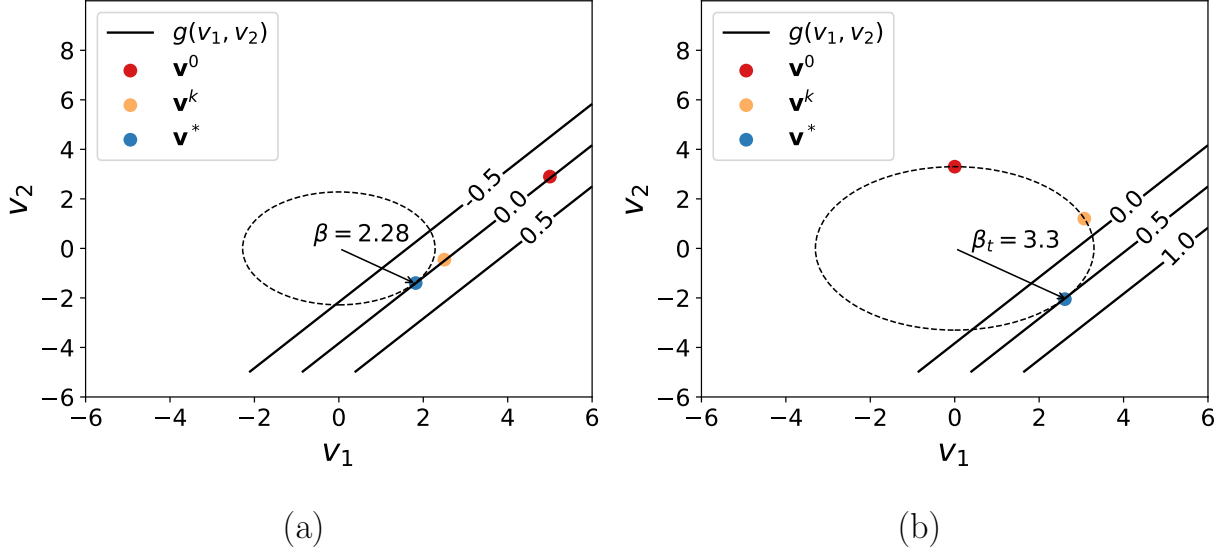 g(v₁, v₂)
v⁰
vᵏ
v*
8
6
4
2
0
−2
−4
−6
v₂
-0.5
0.0
0.5
β = 2.28
−6
−4
−2
0
2
4
6
v₁
(a)
g(v₁, v₂)
v⁰
vᵏ
v*
8
6
4
2
0
−2
−4
−6
v₂
0.0
0.5
1.0
βₜ = 3.3
−6
−4
−2
0
2
4
6
v₁
(b)